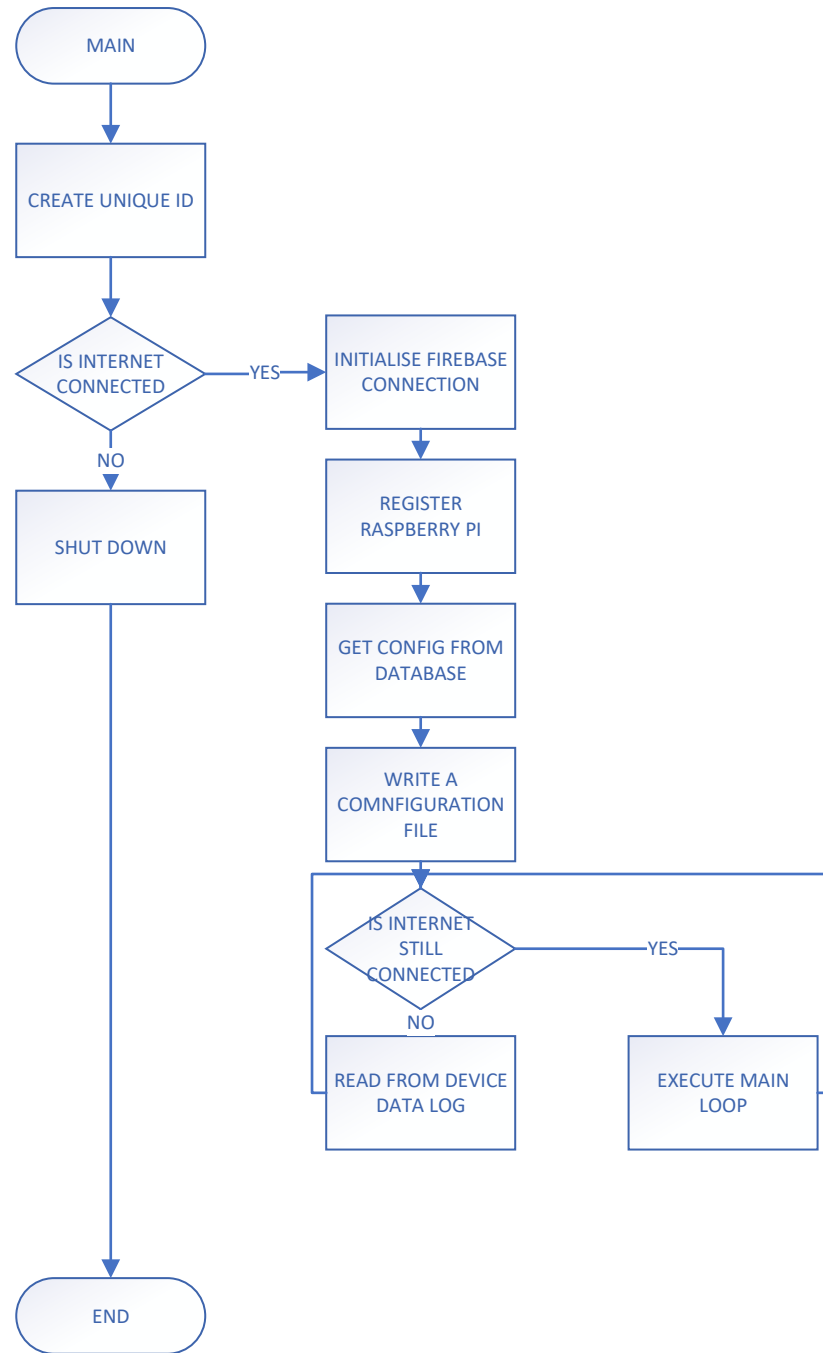 MAIN
CREATE UNIQUE ID
IS INTERNET
CONNECTED
YES
INITIALISE FIREBASE
CONNECTION
NO
REGISTER
RASPBERRY PI
SHUT DOWN
GET CONFIG FROM
DATABASE
WRITE A
COMNFIGURATION
FILE
IS INTERNET
STILL
CONNECTED
YES
NO
READ FROM DEVICE
DATA LOG
EXECUTE MAIN
LOOP
END